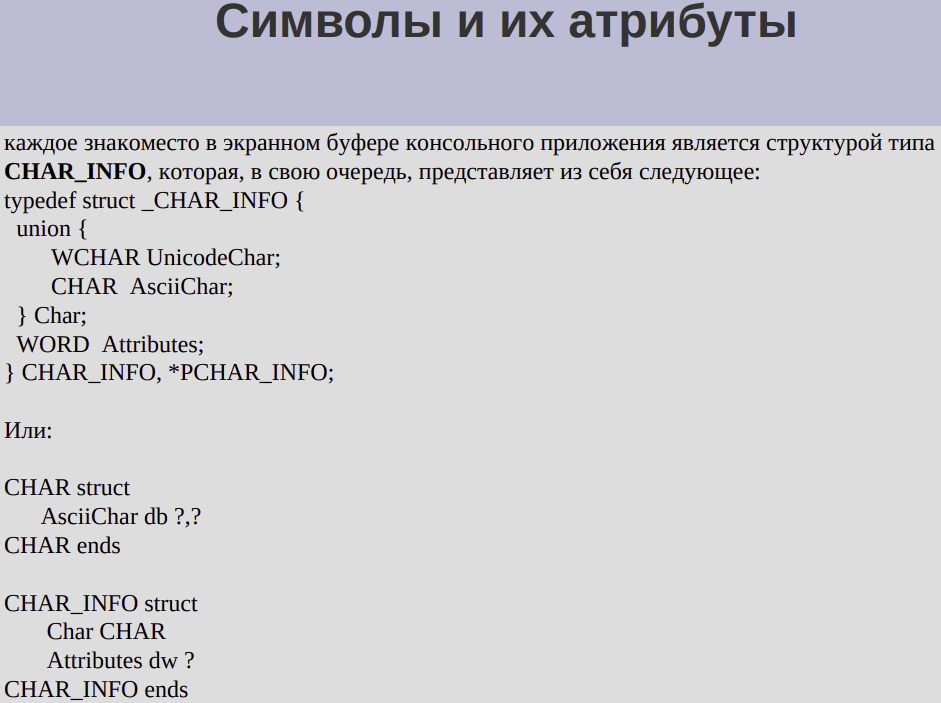 Символы и их атрибуты
каждое знакоместо в экранном буфере консольного приложения является структурой типа
CHAR_INFO, которая, в свою очередь, представляет из себя следующее:
typedef struct _CHAR_INFO {
union {
WCHAR UnicodeChar;
CHAR AsciiChar;
} Char;
WORD Attributes;
} CHAR_INFO, *PCHAR_INFO;
Или:
CHAR struct
AsciiChar db ?,?
CHAR ends
CHAR_INFO struct
Char CHAR
Attributes dw ?
CHAR_INFO ends